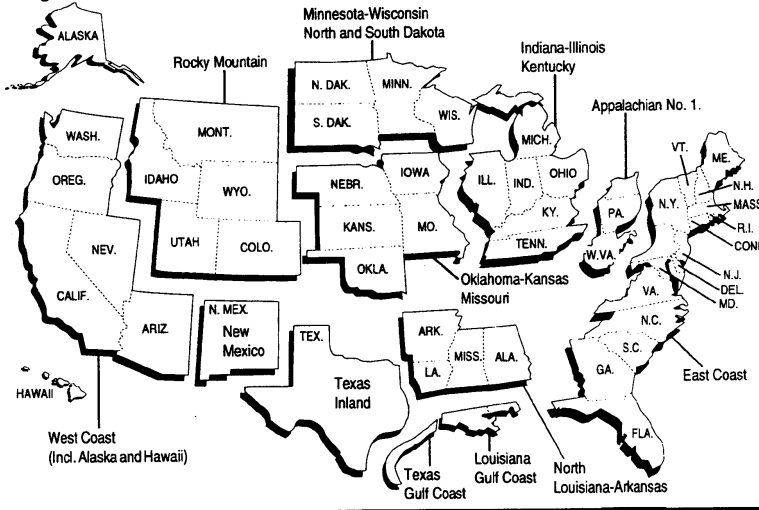 Minnesota-Wisconsin
North and South Dakota
ALASKA
Rocky Mountain
Indiana-Illinois
Kentucky
Appalachian No. 1.
N. DAK.
MINN.
S. DAK.
WIS.
MICH.
WASH.
MONT.
VT.
ME.
OREG.
IDAHO
WYO.
NEBR.
IOWA
ILL.
IND.
OHIO
N.H.
MASS
N.Y.
PA.
R.I.
CONN
NEV.
UTAH
COLO.
KANS.
MO.
KY.
TENN.
W.VA.
OKLA.
Oklahoma-Kansas
Missouri
N.J.
DEL.
MD.
VA.
CALIF.
ARIZ.
N. MEX.
New
Mexico
TEX.
ARK.
MISS.
ALA.
LA.
N.C.
S.C.
GA.
East Coast
HAWAII
Texas
Inland
West Coast
(Incl. Alaska and Hawaii)
Texas
Gulf Coast
Louisiana
Gulf Coast
North
Louisiana-Arkansas
FLA.